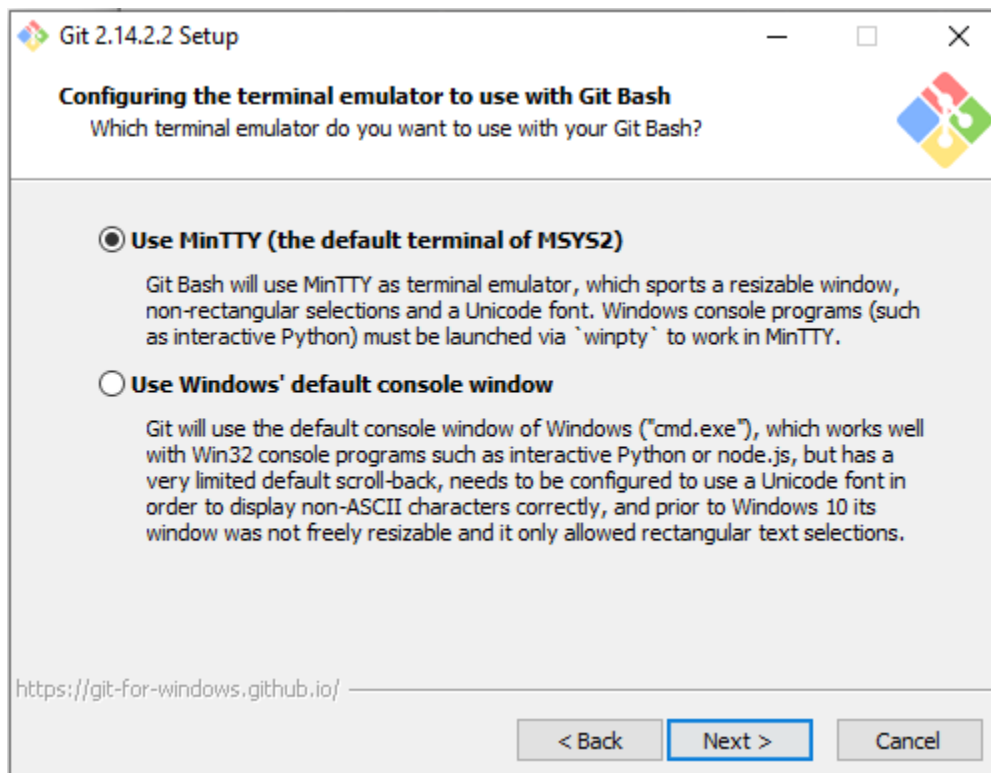 Git 2.14.2.2 Setup
Configuring the terminal emulator to use with Git Bash
Which terminal emulator do you want to use with your Git Bash?
Use MinTTY (the default terminal of MSYS2)
Git Bash will use MinTTY as terminal emulator, which sports a resizable window,
non-rectangular selections and a Unicode font. Windows console programs (such
as interactive Python) must be launched via `winpty` to work in MinTTY.
Use Windows' default console window
Git will use the default console window of Windows ("cmd.exe"), which works well
with Win32 console programs such as interactive Python or node.js, but has a
very limited default scroll-back, needs to be configured to use a Unicode font in
order to display non-ASCII characters correctly, and prior to Windows 10 its
window was not freely resizable and it only allowed rectangular text selections.
https://git-for-windows.github.io/
< Back Next > Cancel